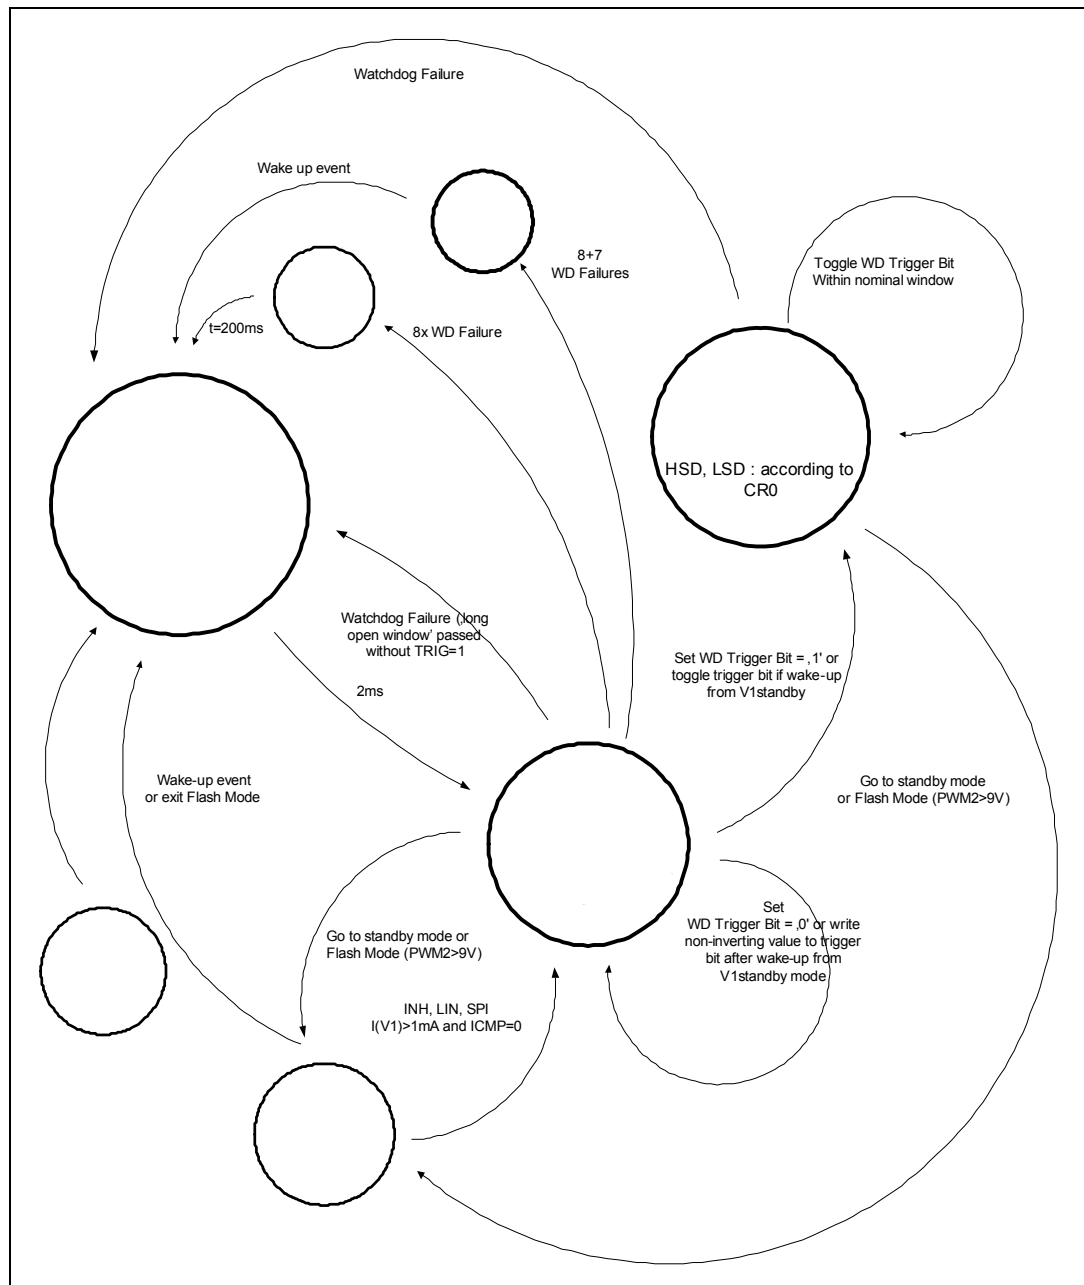 Watchdog Failure
Wake up event
8+7
WD Failures
Toggle WD Trigger Bit
Within nominal window
t=200ms
8x WD Failure
HSD, LSD : according to
CR0
Watchdog Failure (‚long
open window' passed
without TRIG=1
2ms
Set WD Trigger Bit = ‚1' or
toggle trigger bit if wake-up
from V1standby
Wake-up event
or exit Flash Mode
Go to standby mode
or Flash Mode (PWM2>9V)
Set
WD Trigger Bit = ‚0' or write
non-inverting value to trigger
bit after wake-up from
V1standby mode
Go to standby mode or
Flash Mode (PWM2>9V)
INH, LIN, SPI
I(V1)>1mA and ICMP=0